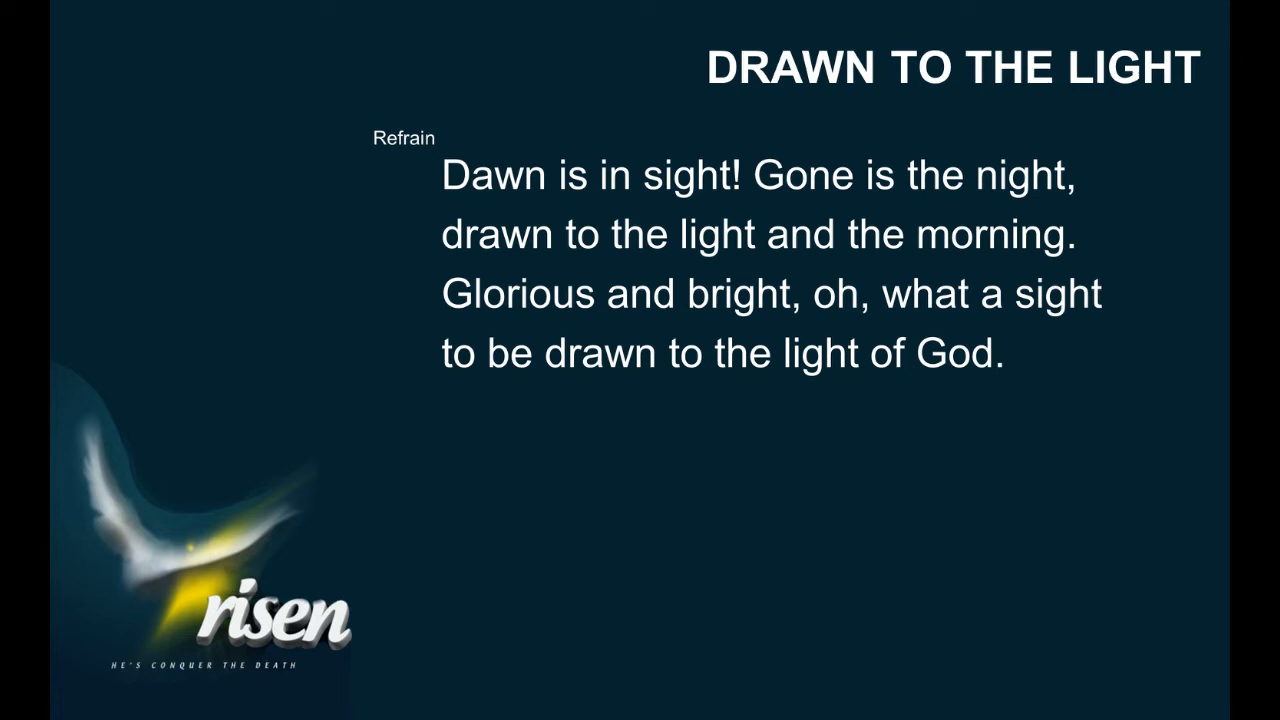 DRAWN TO THE LIGHT
Refrain
Dawn is in sight! Gone is the night,
drawn to the light and the morning.
Glorious and bright, oh, what a sight
to be drawn to the light of God.
risen
HE'S CONQUER THE DEATH